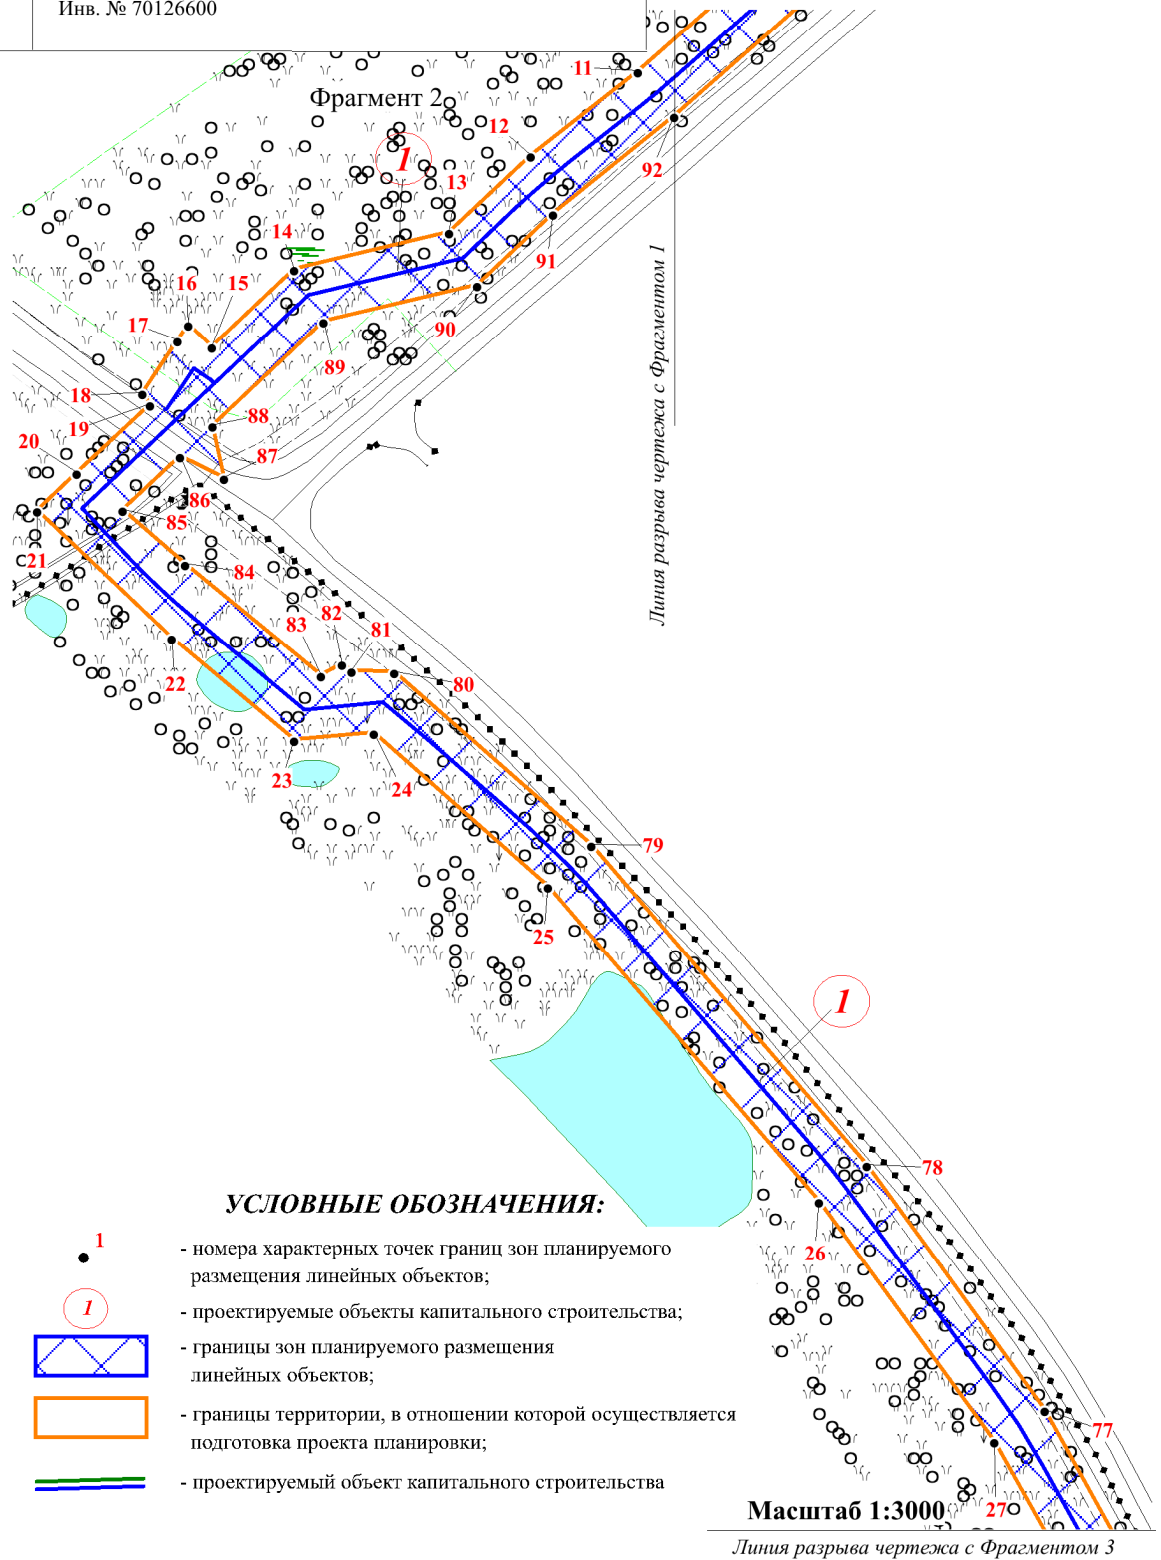 Инв. № 70126600
11
Фрагмент 2
12
1
92
13
14
91
16
15
17
90
89
18
88
19
20
87
86
85
21
84
82
83
81
22
80
23
24
79
25
1
78
26
77
27
Линия разрыва чертежа с Фрагментом 1
УСЛОВНЫЕ ОБОЗНАЧЕНИЯ:
1
- номера характерных точек границ зон планируемого
размещения линейных объектов;
1
- проектируемые объекты капитального строительства;
- границы зон планируемого размещения
линейных объектов;
- границы территории, в отношении которой осуществляется
подготовка проекта планировки;
- проектируемый объект капитального строительства
Масштаб 1:3000
Линия разрыва чертежа с Фрагментом 3